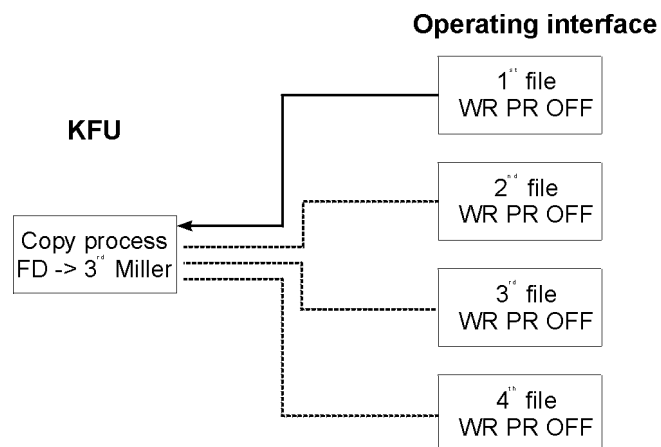 Operating interface
1st file
WR PR OFF
KFU
2nd file
WR PR OFF
Copy process
FD -> 3rd Miller
3rd file
WR PR OFF
4th file
WR PR OFF